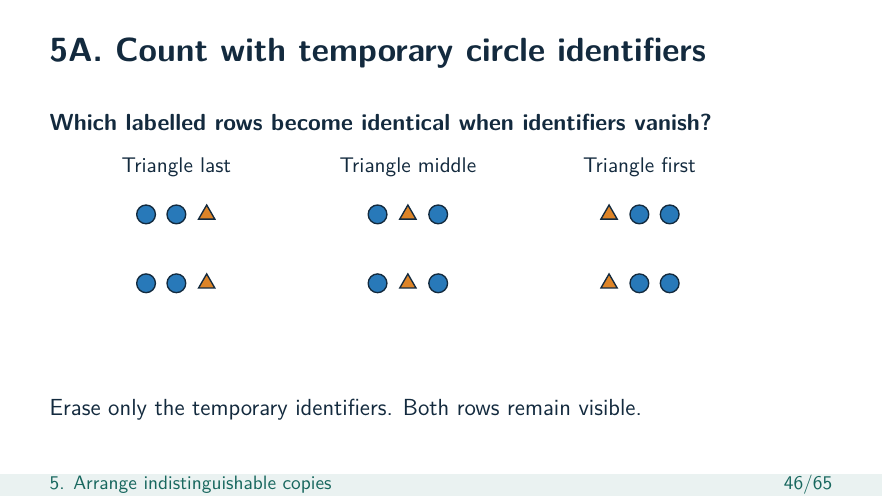 5A. Count with temporary circle identifiers
Which labelled rows become identical when identifiers vanish?
Triangle last
Triangle middle
Triangle first
Erase only the temporary identifiers. Both rows remain visible.
5. Arrange indistinguishable copies
46/65